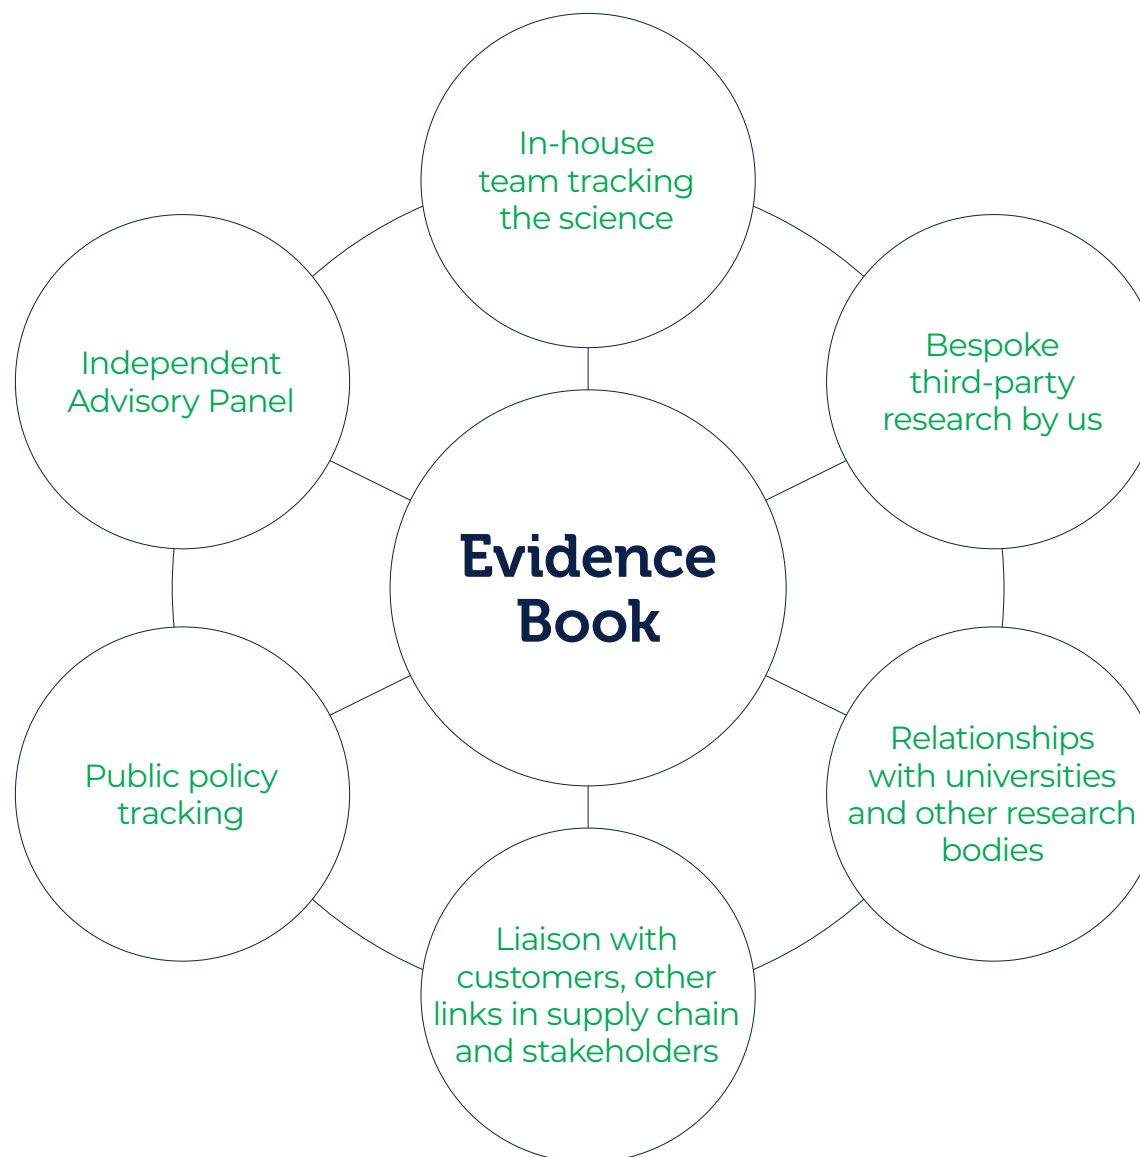 In-house
team tracking
the science
Bespoke
third-party
research by us
Relationships
with universities
and other research
bodies
Liaison with
customers, other
links in supply chain
and stakeholders
Public policy
tracking
Independent
Advisory Panel
Evidence
Book